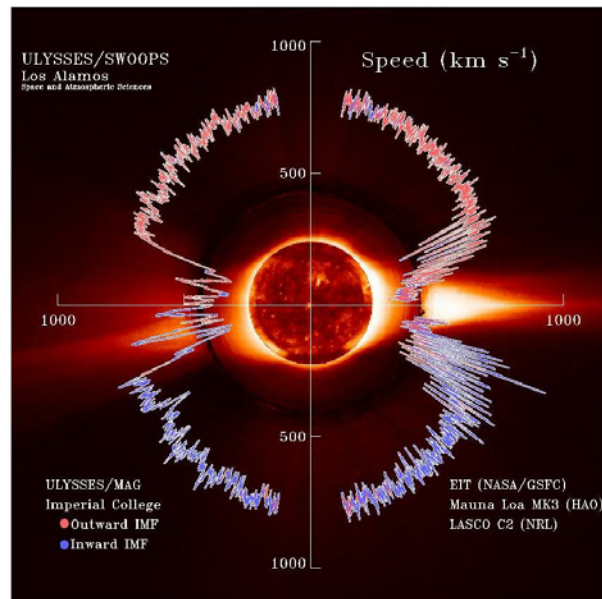 ULYSSES/SWOOPS
Los Alamos
Space and Atmospheric Sciences
1000
Speed (km s⁻¹)
500
1000
1000
500
ULYSSES/MAG
Imperial College
Outward IMF
Inward IMF
EIT (NASA/GSFC)
Mauna Loa MK3 (HAO)
LASCO C2 (NRL)
1000